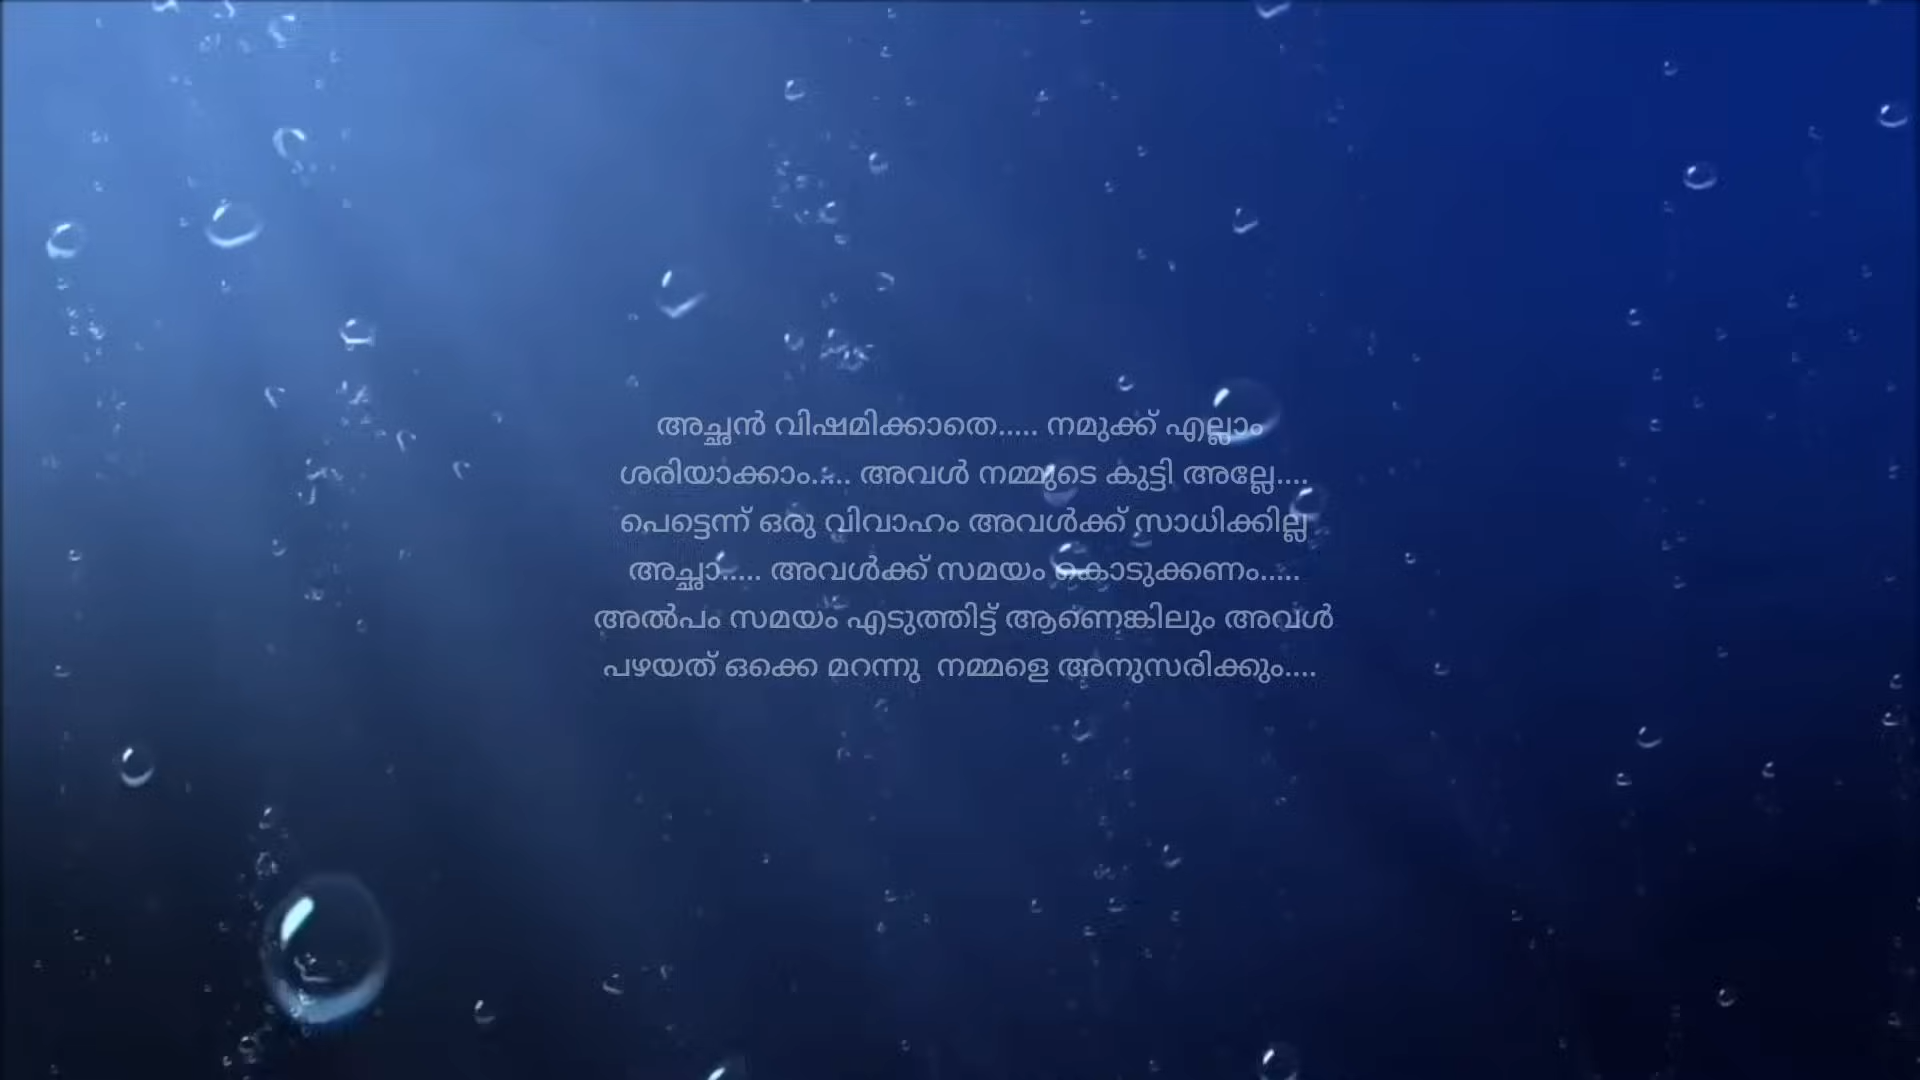 അച്ഛൻ വിഷമിക്കാതെ..... നമുക്ക് എല്ലാം
ശരിയാക്കാം..... അവൾ നമ്മുടെ കുട്ടി അല്ലേ....
പെട്ടെന്ന് ഒരു വിവാഹം അവൾക്ക് സാധിക്കില്ല
അച്ഛാ..... അവൾക്ക് സമയം കൊടുക്കണം.....
അൽപം സമയം എടുത്തിട്ട് ആണെങ്കിലും അവൾ
പഴയത് ഒക്കെ മറന്നു  നമ്മളെ അനുസരിക്കും....